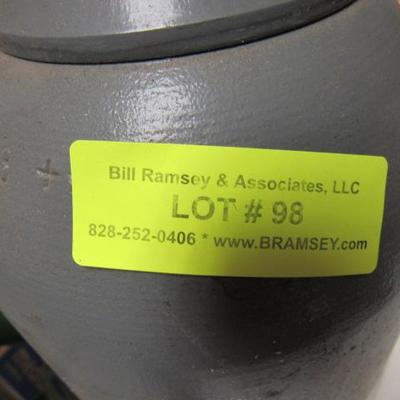 Bill Ramsey & Associates, LLC
LOT # 98
828-252-0406 * www.BRAMSEY.com